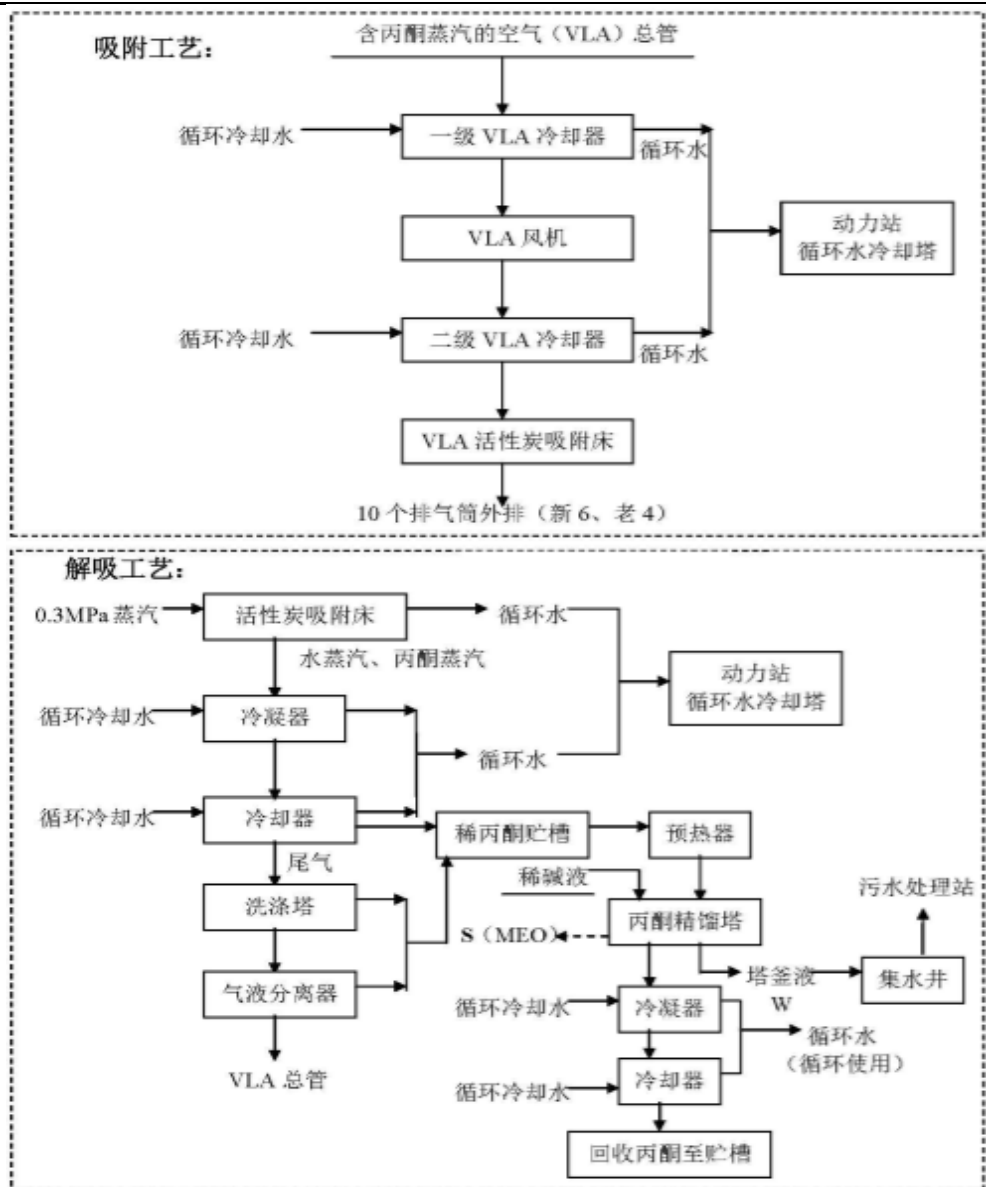 吸附工艺：
含丙酮蒸汽的空气（VLA）总管
循环冷却水
一级 VLA 冷却器
循环水
VLA 风机
动力站
循环水冷却塔
循环冷却水
二级 VLA 冷却器
循环水
VLA 活性炭吸附床
10 个排气筒外排（新 6、老 4）
解吸工艺：
0.3MPa 蒸汽
活性炭吸附床
循环水
水蒸汽、丙酮蒸汽
动力站
循环水冷却塔
循环冷却水
冷凝器
循环水
循环冷却水
冷却器
稀丙酮贮槽
预热器
尾气
稀碱液
污水处理站
洗涤塔
S（MEO）
丙酮精馏塔
气液分离器
塔釜液
W
集水井
循环冷却水
冷凝器
循环水
（循环使用）
VLA 总管
循环冷却水
冷却器
回收丙酮至贮槽